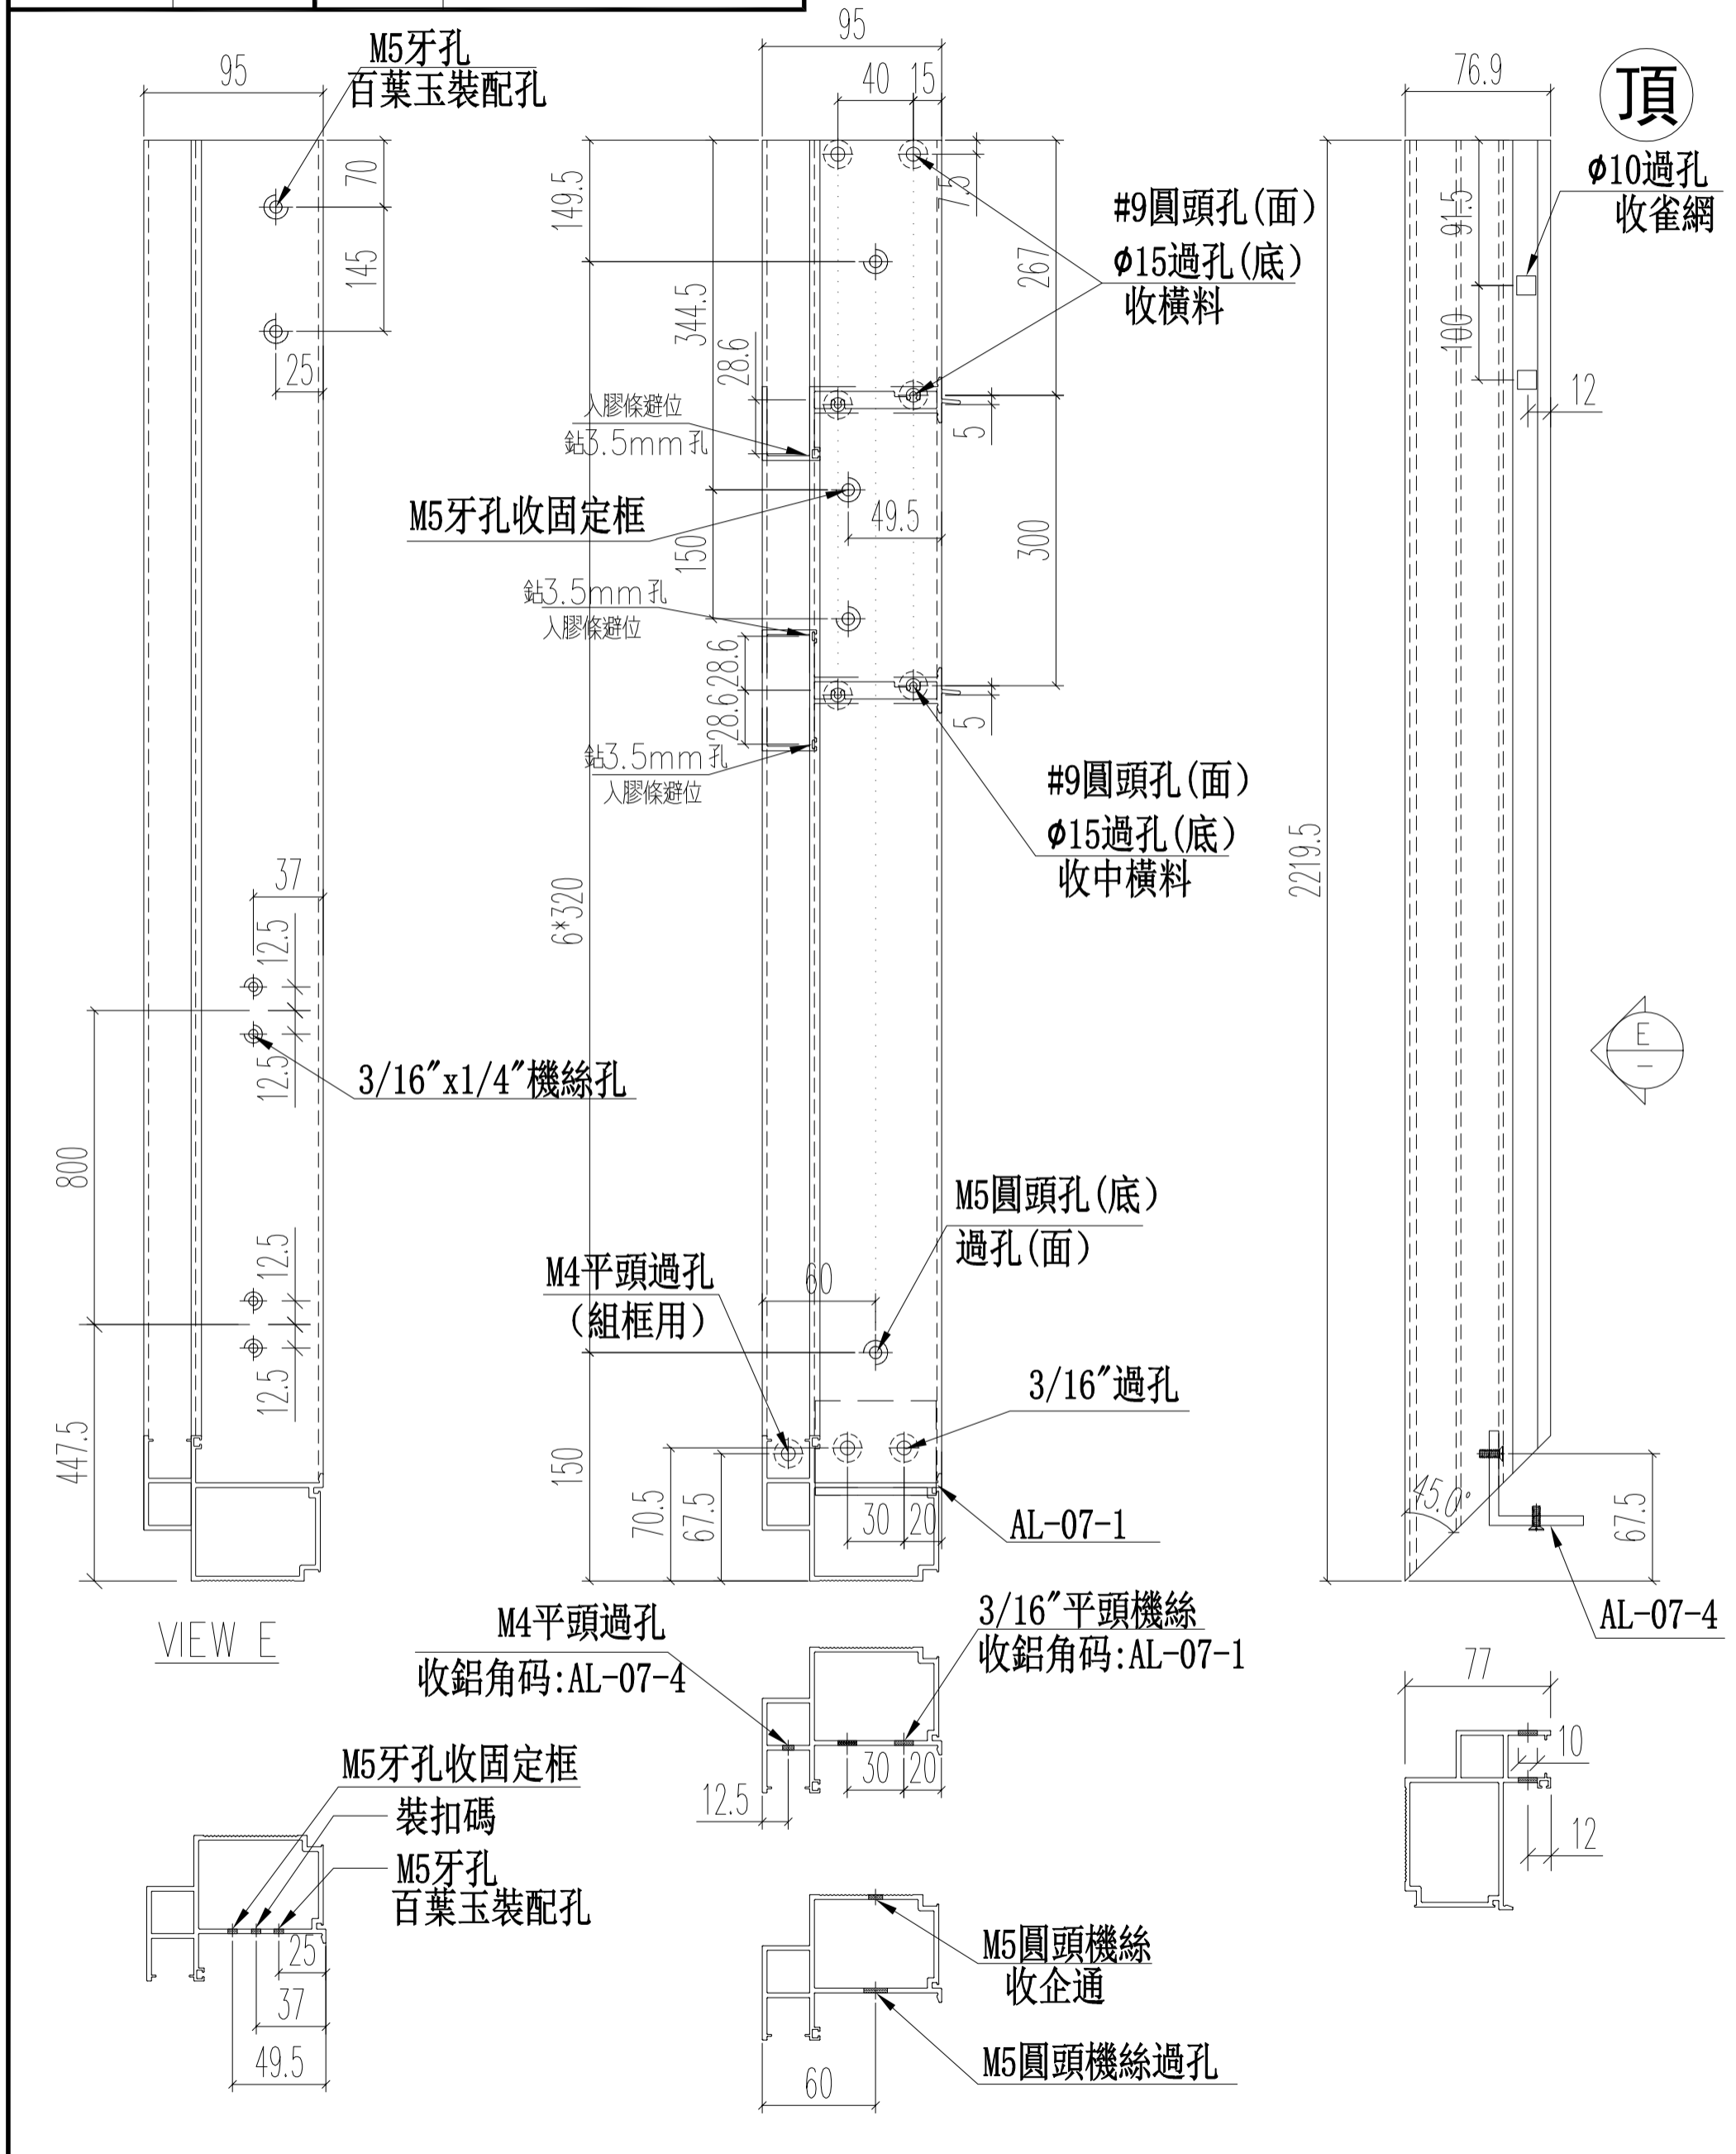 95
M5牙孔
百葉玉裝配孔
70
145
25
37
12.5
12.5
3/16"x1/4"機絲孔
800
12.5
12.5
447.5
VIEW E
95
40
15
7.5
149.5
#9圓頭孔(面)
ϕ15過孔(底)
收橫料
267
344.5
28.6
入膠條避位
鉆3.5mm孔
5
M5牙孔收固定框
49.5
150
300
鉆3.5mm孔
入膠條避位
28.6
28.6
5
鉆3.5mm孔
入膠條避位
#9圓頭孔(面)
ϕ15過孔(底)
收中橫料
6*320
M5圓頭孔(底)
過孔(面)
M4平頭過孔
(組框用)
60
3/16"過孔
150
70.5
67.5
30
20
AL-07-1
76.9
頂
ϕ10過孔
收雀網
91.5
100
12
2219.5
E
45.0°
67.5
AL-07-4
M4平頭過孔
收鋁角码:AL-07-4
3/16"平頭機絲
收鋁角码:AL-07-1
30
20
12.5
77
10
12
M5牙孔收固定框
裝扣碼
M5牙孔
百葉玉裝配孔
25
37
49.5
M5圓頭機絲
收企通
M5圓頭機絲過孔
60